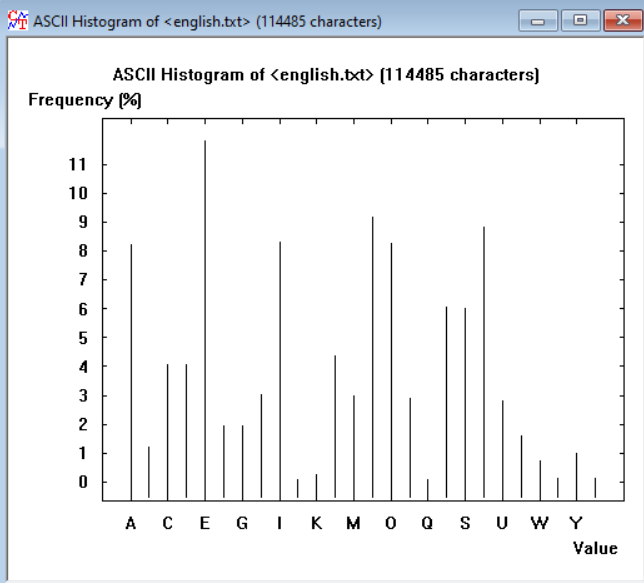 ASCII Histogram of <english.txt> (114485 characters)
ASCII Histogram of <english.txt> (114485 characters)
Frequency (%)
11
10
9
8
7
6
5
4
3
2
1
0
A C E G I K M O Q S U W Y
Value